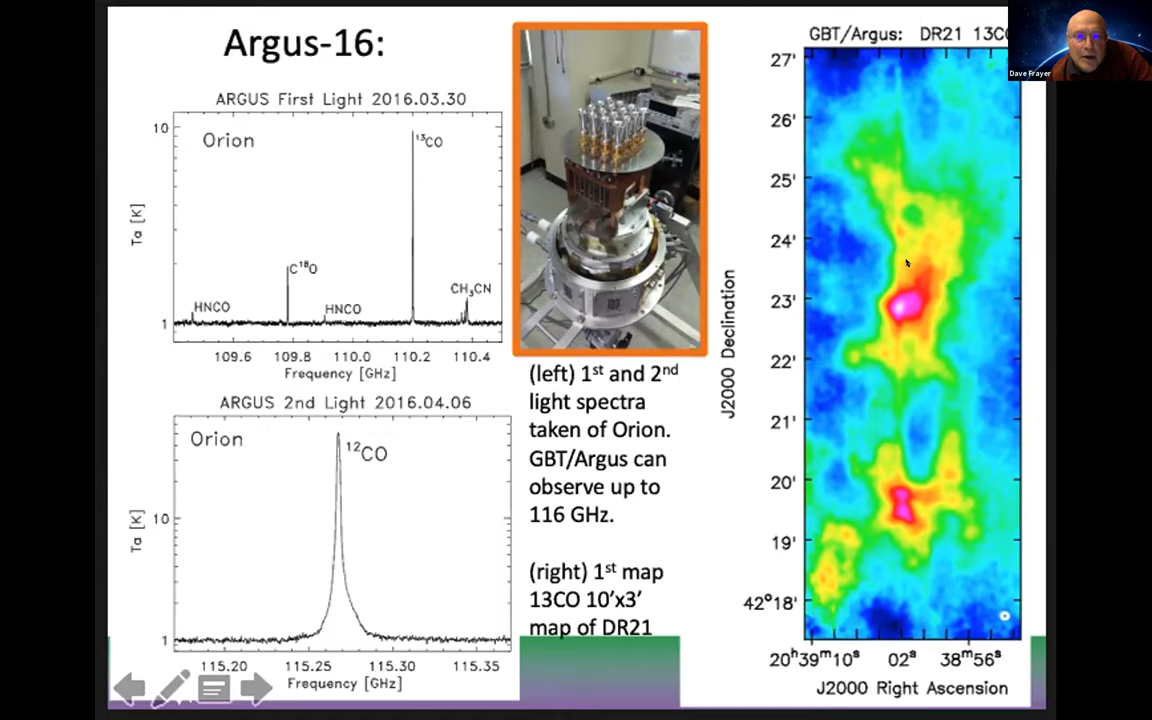 Argus-16:
ARGUS First Light 2016.03.30
Orion
10
1
Ta [K]
HNCO
C¹⁸O
HNCO
¹³CO
CH₃CN
109.6 109.8 110.0 110.2 110.4
Frequency [GHz]
ARGUS 2nd Light 2016.04.06
Orion
¹²CO
10
1
Ta [K]
115.20 115.25 115.30 115.35
Frequency [GHz]
(left) 1st and 2nd
light spectra
taken of Orion.
GBT/Argus can
observe up to
116 GHz.
(right) 1st map
13CO 10’x3’
map of DR21
GBT/Argus: DR21 13CO
27'
26'
25'
24'
23'
22'
21'
20'
19'
42°18'
J2000 Declination
20ʰ39ᵐ10ˢ 02ˢ 38ᵐ56ˢ
J2000 Right Ascension
Dave Frayer